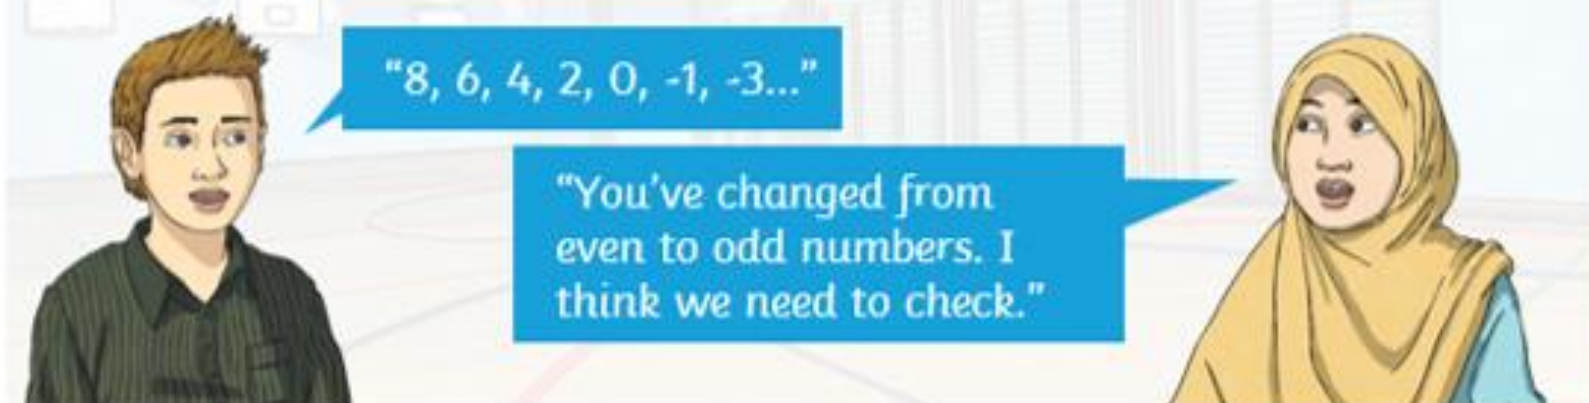 “8, 6, 4, 2, 0, -1, -3...”
“You’ve changed from
even to odd numbers. I
think we need to check.”